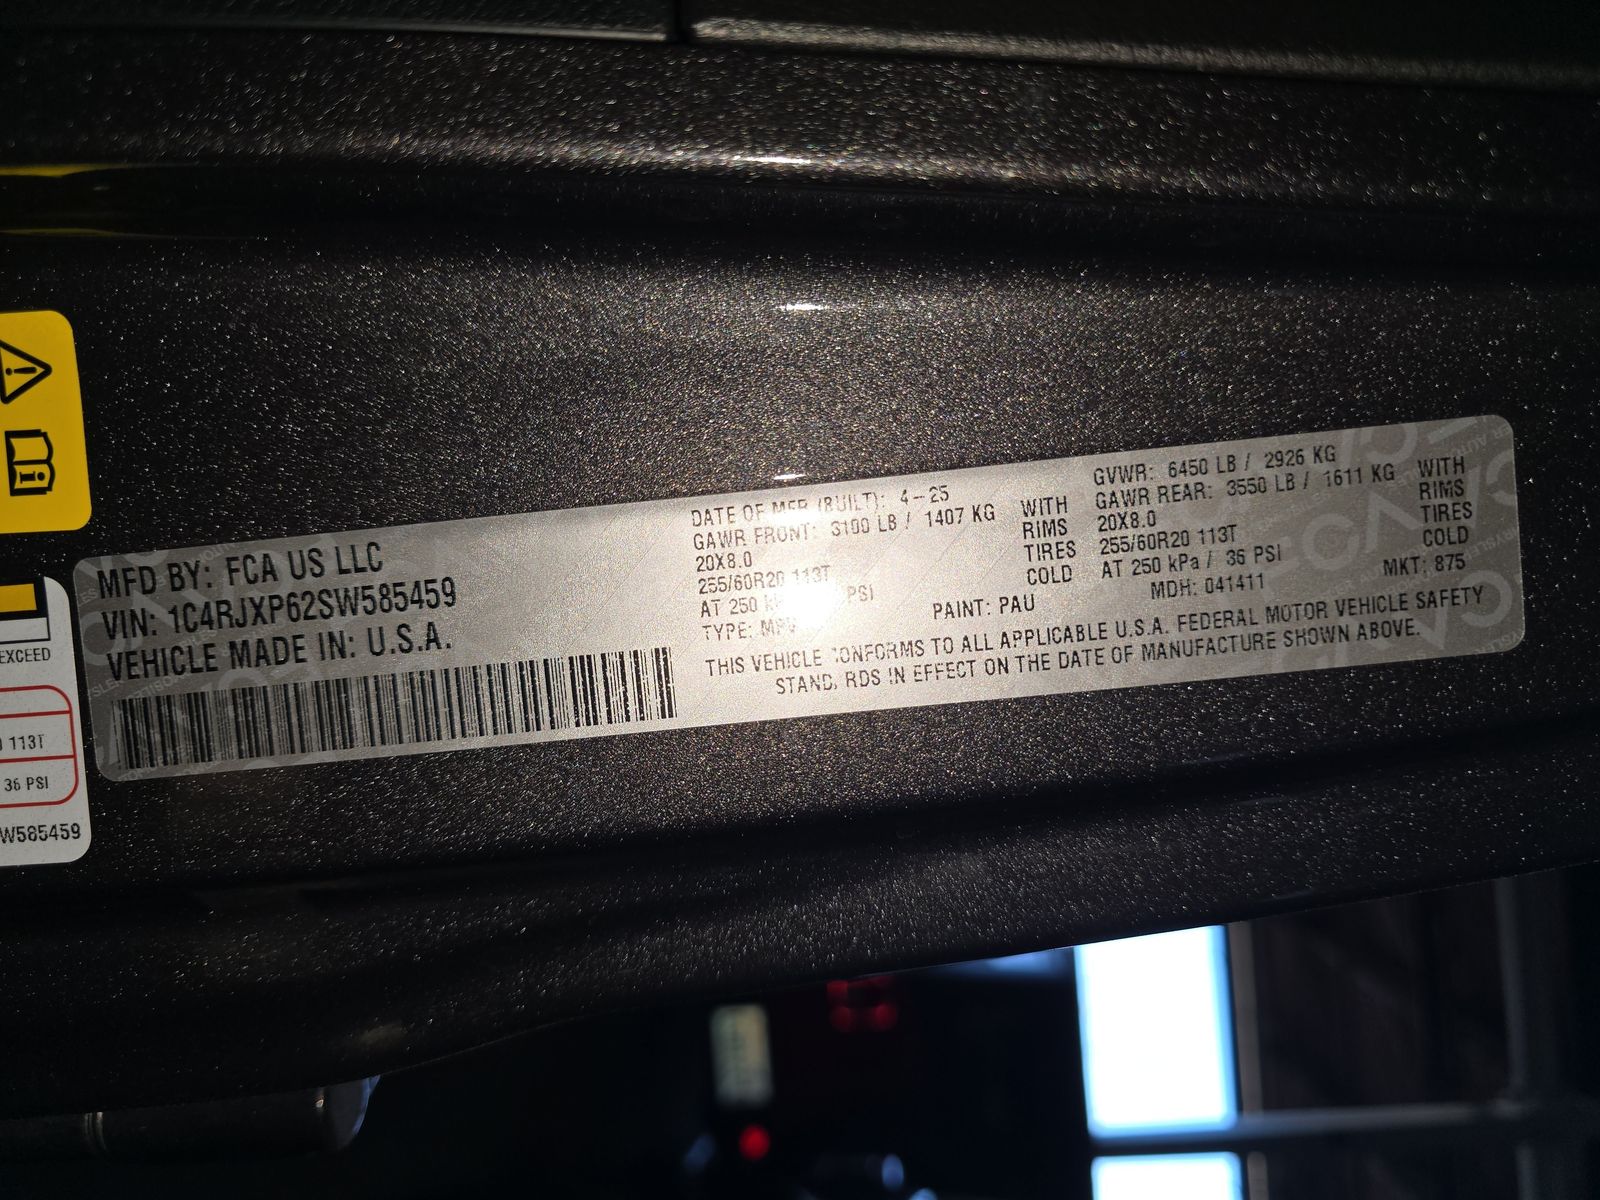 MFD BY: FCA US LLC
VIN: 1C4RJXP62SW585459
VEHICLE MADE IN: U.S.A.
DATE OF MFR (BUILT): 4-25
GAWR FRONT: 3100 LB / 1407 KG WITH
20X8.0 RIMS
255/60R20 113T TIRES
AT 250 PSI COLD
TYPE: MPV PAINT: PAU
GVWR: 6450 LB / 2926 KG
GAWR REAR: 3550 LB / 1611 KG WITH
20X8.0 RIMS
255/60R20 113T TIRES
AT 250 kPa / 36 PSI COLD
MDH: 041411 MKT: 875
THIS VEHICLE CONFORMS TO ALL APPLICABLE U.S.A. FEDERAL MOTOR VEHICLE SAFETY
STANDARDS IN EFFECT ON THE DATE OF MANUFACTURE SHOWN ABOVE.
EXCEED
113T
36 PSI
W585459